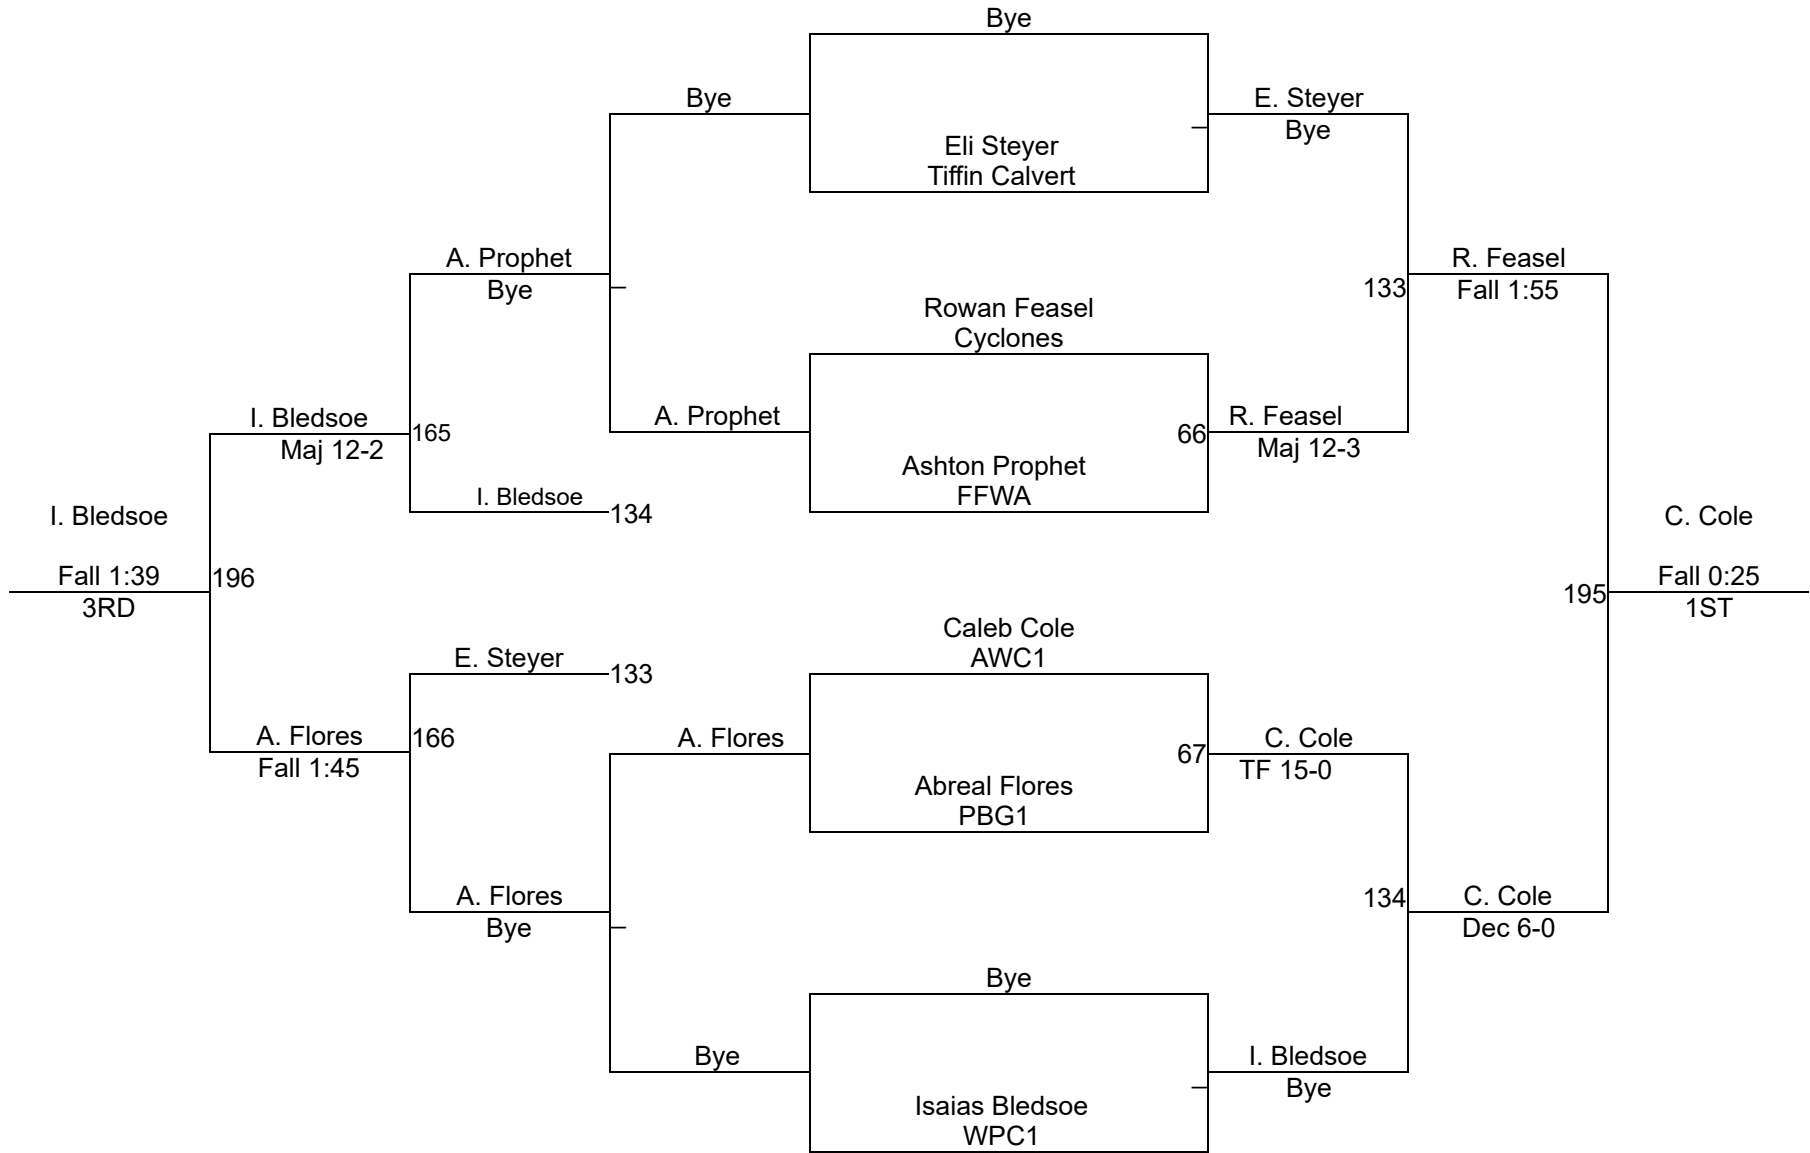 Bye
Bye
E. Steyer
Bye
Eli Steyer
Tiffin Calvert
A. Prophet
Bye
R. Feasel
133
Fall 1:55
Rowan Feasel
Cyclones
I. Bledsoe
165
Maj 12-2
A. Prophet
66
R. Feasel
Maj 12-3
Ashton Prophet
FFWA
I. Bledsoe
134
I. Bledsoe
Fall 1:39
196
3RD
C. Cole
195
Fall 0:25
1ST
Caleb Cole
AWC1
E. Steyer
133
A. Flores
166
Fall 1:45
A. Flores
67
C. Cole
TF 15-0
Abreal Flores
PBG1
A. Flores
Bye
134
C. Cole
Dec 6-0
Bye
Bye
I. Bledsoe
Bye
Isaias Bledsoe
WPC1